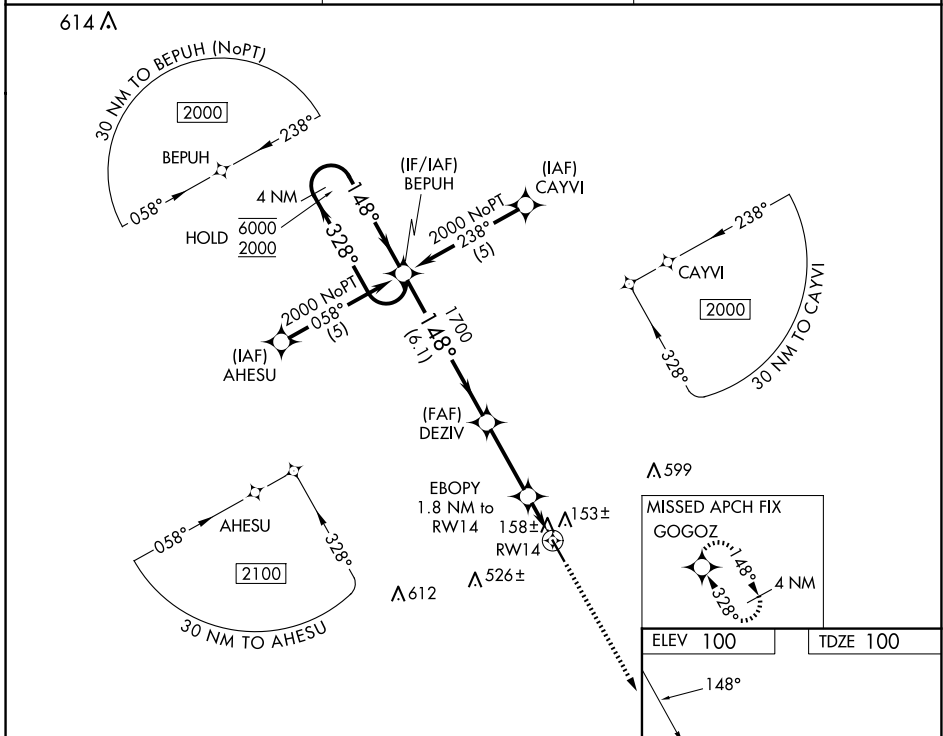 614
30 NM TO BEPUH (NoPT)
2000
238°
BEPUH
058°
(IF/IAF)
BEPUH
(IAF)
CAYVI
4 NM
148°
HOLD
6000
2000
328°
2000 NoPT
238°
(5)
238°
CAYVI
2000
30 NM TO CAYVI
328°
2000 NoPT
058°
(5)
(IAF)
AHESU
1700
148°
(6.1)
(FAF)
DEZIV
EBOPY
1.8 NM to
RW14
158±
153±
RW14
599
AHESU
058°
328°
2100
30 NM TO AHESU
612
526±
MISSED APCH FIX
GOGOZ
148°
4 NM
328°
ELEV 100
TDZE 100
148°